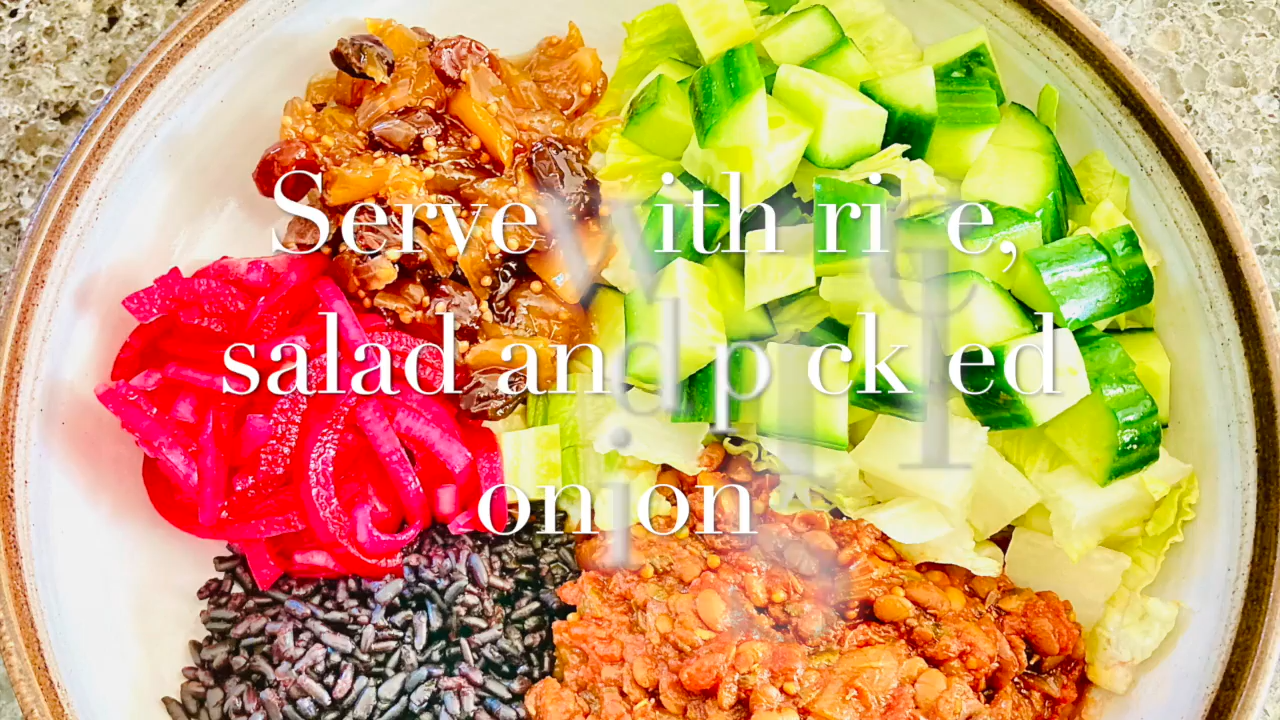 Serve with rice,
salad and pickled
onion